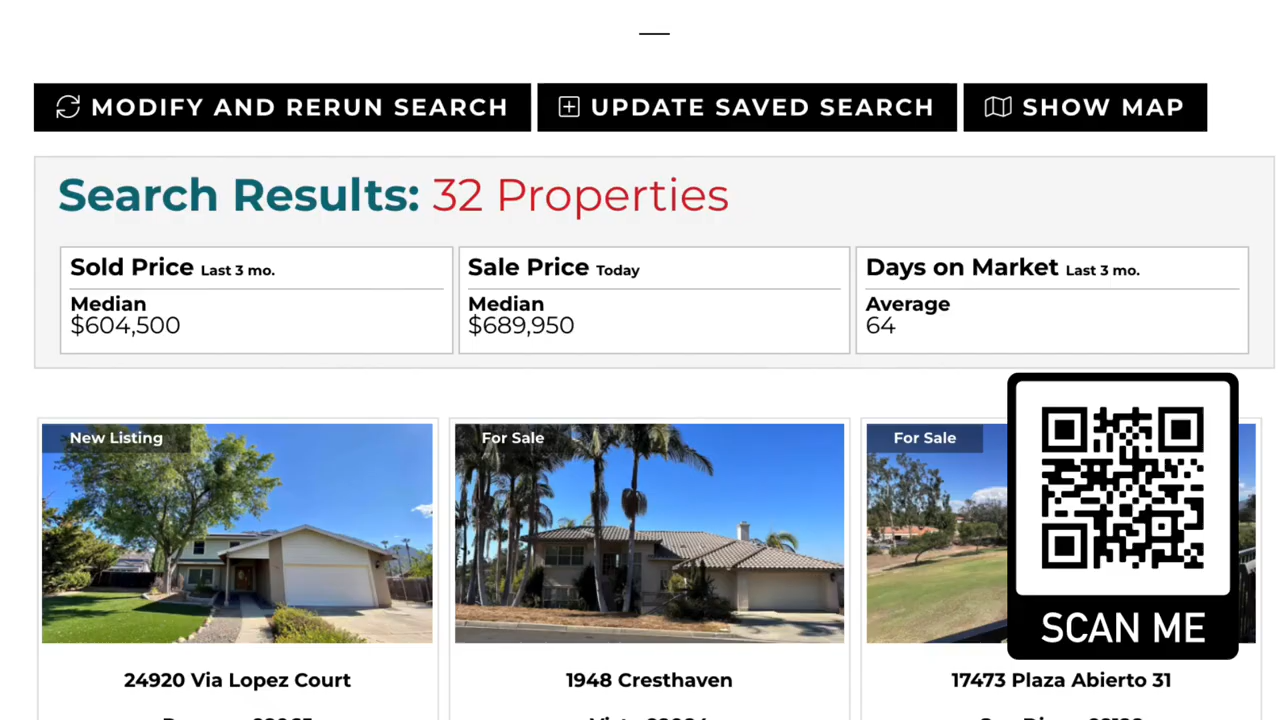 MODIFY AND RERUN SEARCH
UPDATE SAVED SEARCH
SHOW MAP
Search Results: 32 Properties
Sold Price Last 3 mo.
Median
$604,500
Sale Price Today
Median
$689,950
Days on Market Last 3 mo.
Average
64
New Listing
For Sale
For Sale
SCAN ME
24920 Via Lopez Court
1948 Cresthaven
17473 Plaza Abierto 31